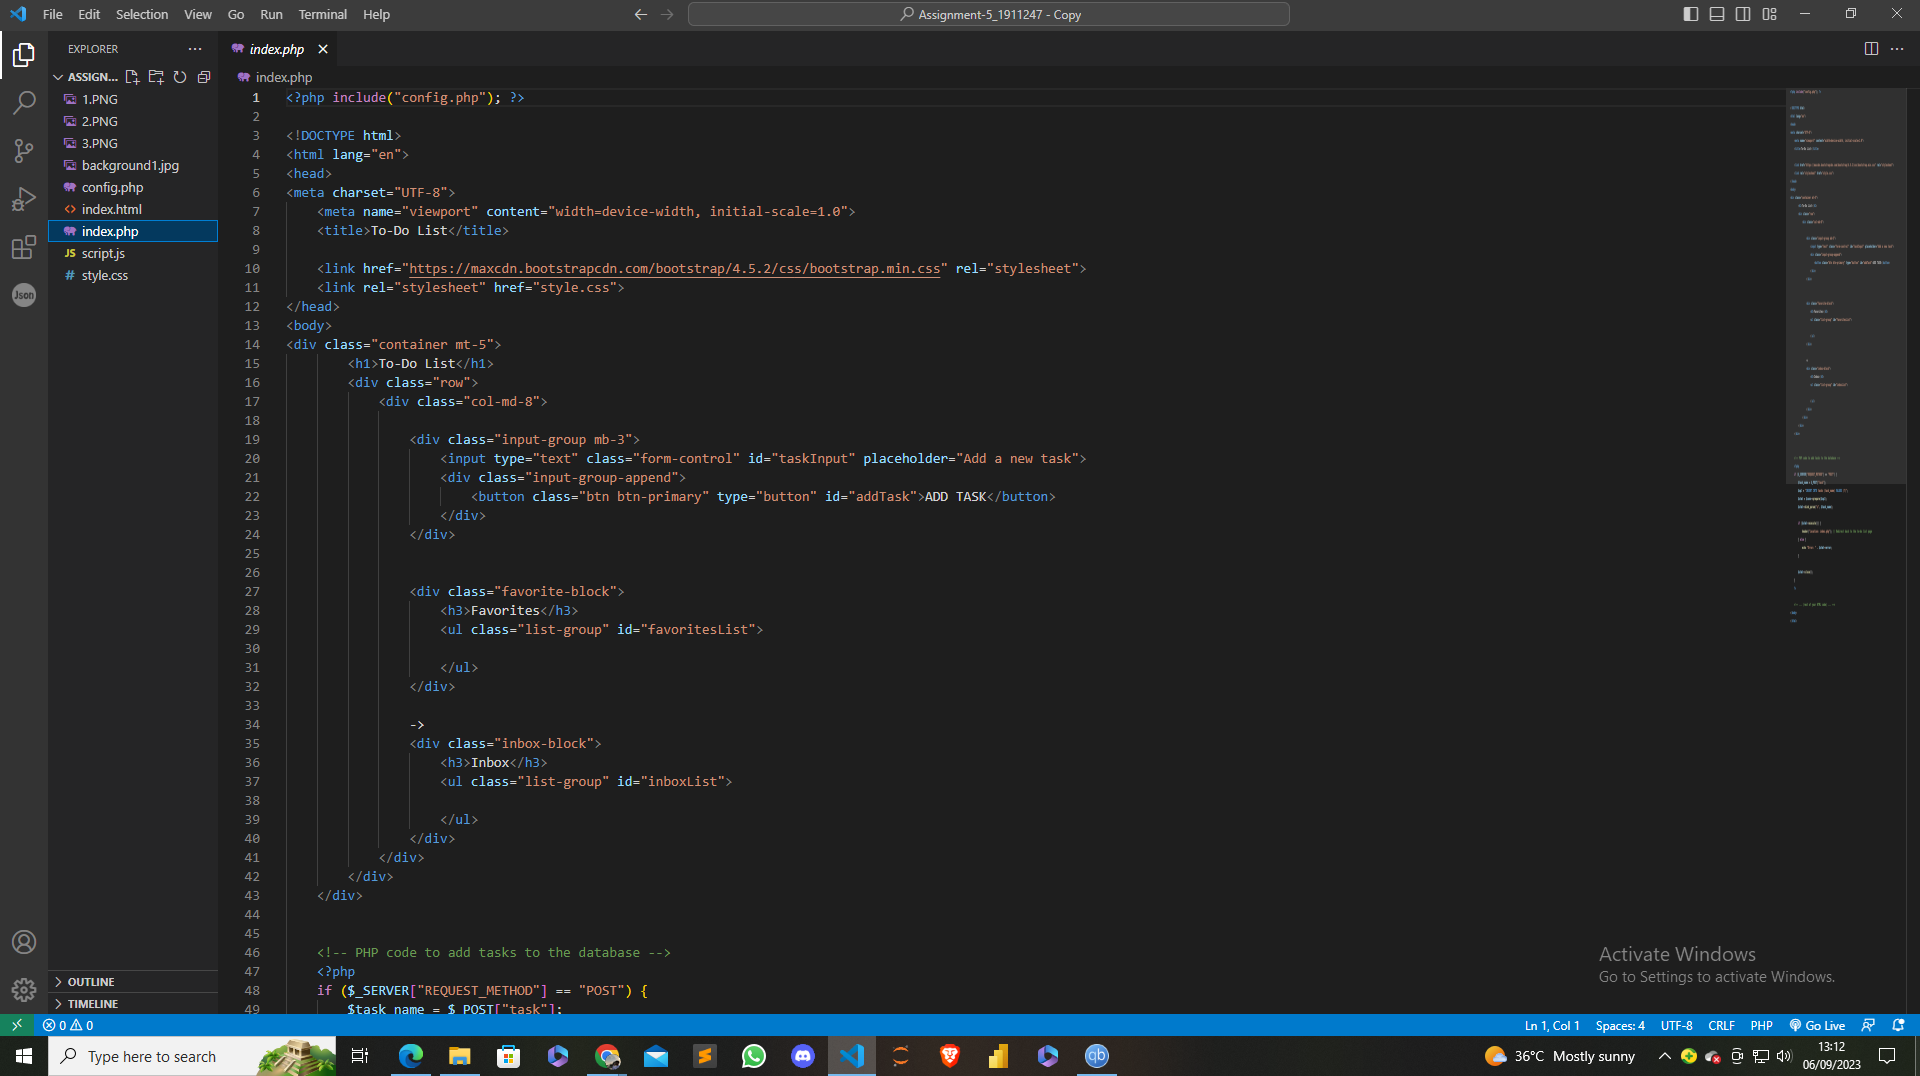 File Edit Selection View Go Run Terminal Help
Assignment-5_1911247 - Copy
EXPLORER
index.php
ASSIGN...
index.php
1.PNG
2.PNG
3.PNG
background1.jpg
config.php
index.html
index.php
script.js
style.css
Json
OUTLINE
TIMELINE
1 <?php include("config.php"); ?>
2
3 <!DOCTYPE html>
4 <html lang="en">
5 <head>
6 <meta charset="UTF-8">
7 <meta name="viewport" content="width=device-width, initial-scale=1.0">
8 <title>To-Do List</title>
9
10 <link href="https://maxcdn.bootstrapcdn.com/bootstrap/4.5.2/css/bootstrap.min.css" rel="stylesheet">
11 <link rel="stylesheet" href="style.css">
12 </head>
13 <body>
14 <div class="container mt-5">
15 <h1>To-Do List</h1>
16 <div class="row">
17 <div class="col-md-8">
18
19 <div class="input-group mb-3">
20 <input type="text" class="form-control" id="taskInput" placeholder="Add a new task">
21 <div class="input-group-append">
22 <button class="btn btn-primary" type="button" id="addTask">ADD TASK</button>
23 </div>
24 </div>
25
26
27 <div class="favorite-block">
28 <h3>Favorites</h3>
29 <ul class="list-group" id="favoritesList">
30
31 </ul>
32 </div>
33
34 ->
35 <div class="inbox-block">
36 <h3>Inbox</h3>
37 <ul class="list-group" id="inboxList">
38
39 </ul>
40 </div>
41 </div>
42 </div>
43 </div>
44
45
46 <!-- PHP code to add tasks to the database -->
47 <?php
48 if ($_SERVER["REQUEST_METHOD"] == "POST") {
49 $task_name = $_POST["task"];
Activate Windows
Go to Settings to activate Windows.
0 0
Ln 1, Col 1 Spaces: 4 UTF-8 CRLF PHP Go Live
Type here to search
qb
36°C Mostly sunny
13:12
06/09/2023